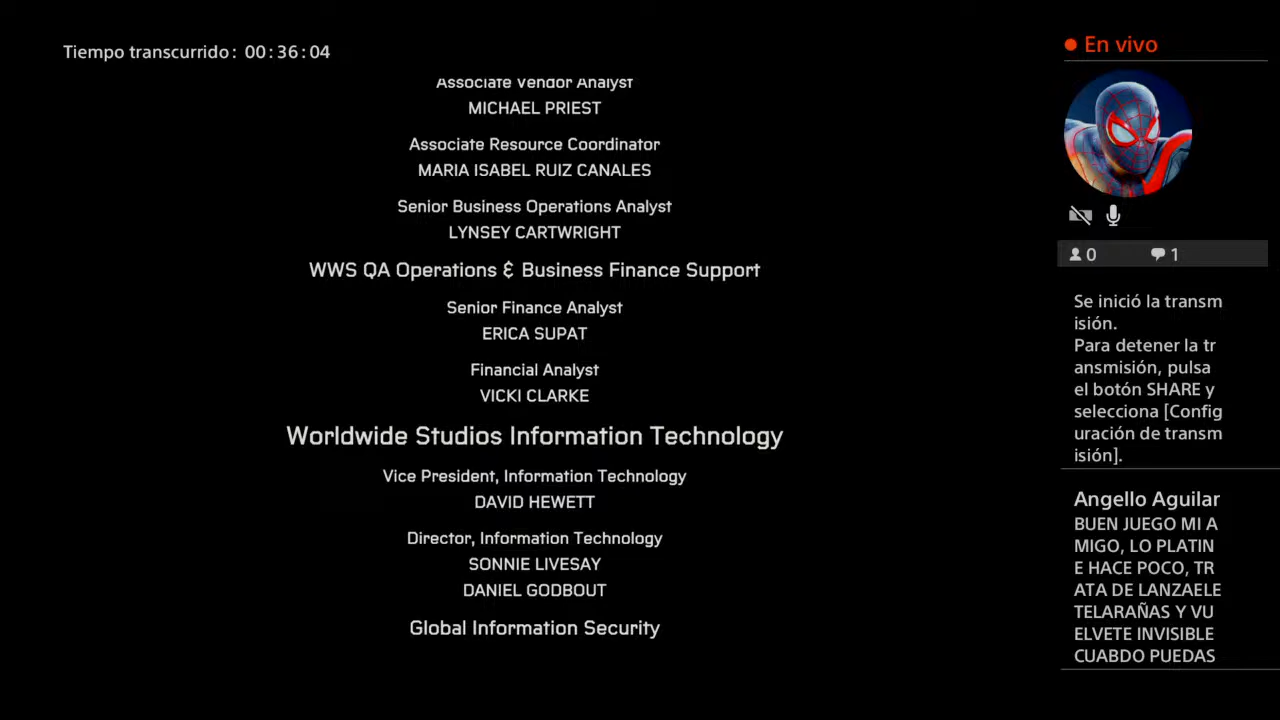 Tiempo transcurrido: 00:36:04
Associate Vendor Analyst
MICHAEL PRIEST
Associate Resource Coordinator
MARIA ISABEL RUIZ CANALES
Senior Business Operations Analyst
LYNSEY CARTWRIGHT
WWS QA Operations & Business Finance Support
Senior Finance Analyst
ERICA SUPAT
Financial Analyst
VICKI CLARKE
Worldwide Studios Information Technology
Vice President, Information Technology
DAVID HEWETT
Director, Information Technology
SONNIE LIVESAY
DANIEL GODBOUT
Global Information Security
En vivo
0 1
Se inició la transm
isión.
Para detener la tr
ansmisión, pulsa
el botón SHARE y
selecciona [Config
uración de transm
isión].
Angello Aguilar
BUEN JUEGO MI A
MIGO, LO PLATIN
E HACE POCO, TR
ATA DE LANZAELE
TELARAÑAS Y VU
ELVETE INVISIBLE
CUABDO PUEDAS